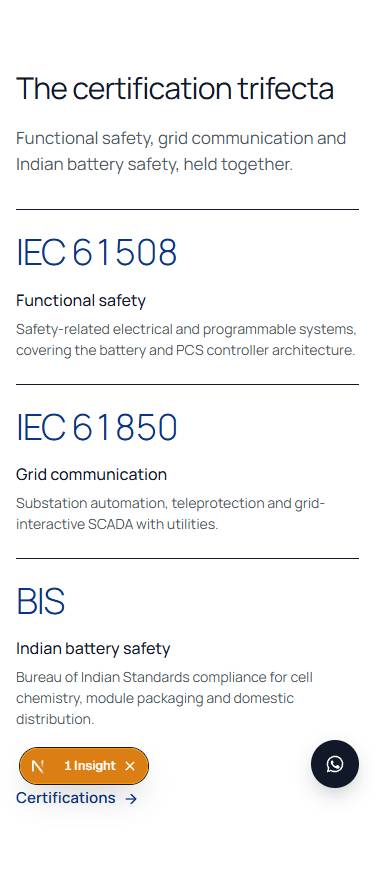 The certification trifecta
Functional safety, grid communication and
Indian battery safety, held together.
IEC 61508
Functional safety
Safety-related electrical and programmable systems,
covering the battery and PCS controller architecture.
IEC 61850
Grid communication
Substation automation, teleprotection and grid-
interactive SCADA with utilities.
BIS
Indian battery safety
Bureau of Indian Standards compliance for cell
chemistry, module packaging and domestic
distribution.
N 1 Insight ×
Certifications →